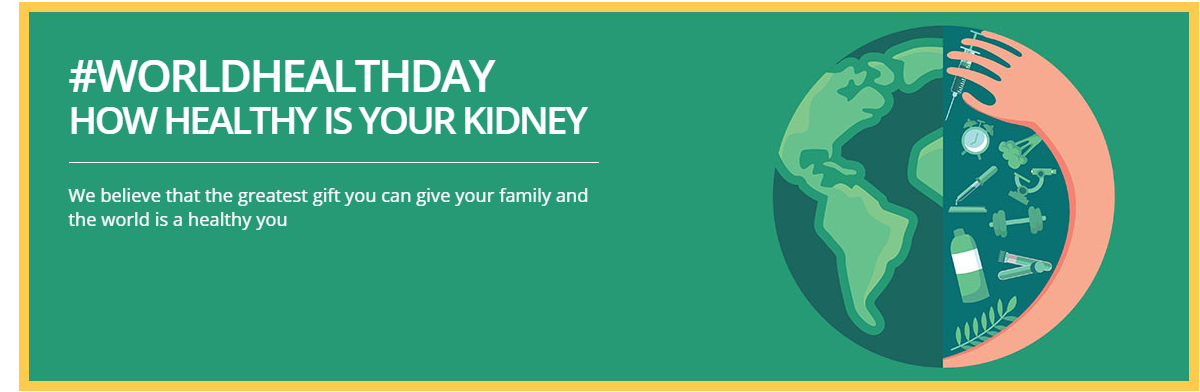 #WORLDHEALTHDAY
HOW HEALTHY IS YOUR KIDNEY
We believe that the greatest gift you can give your family and
the world is a healthy you